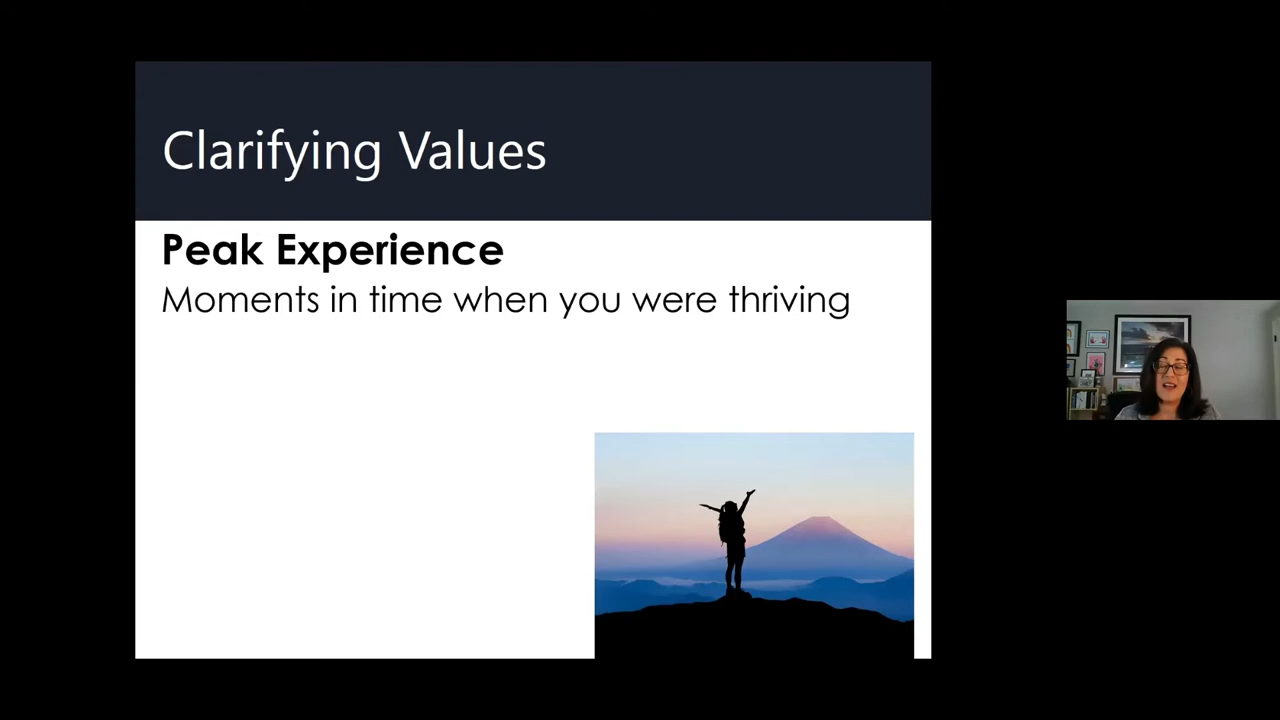 Clarifying Values
Peak Experience
Moments in time when you were thriving